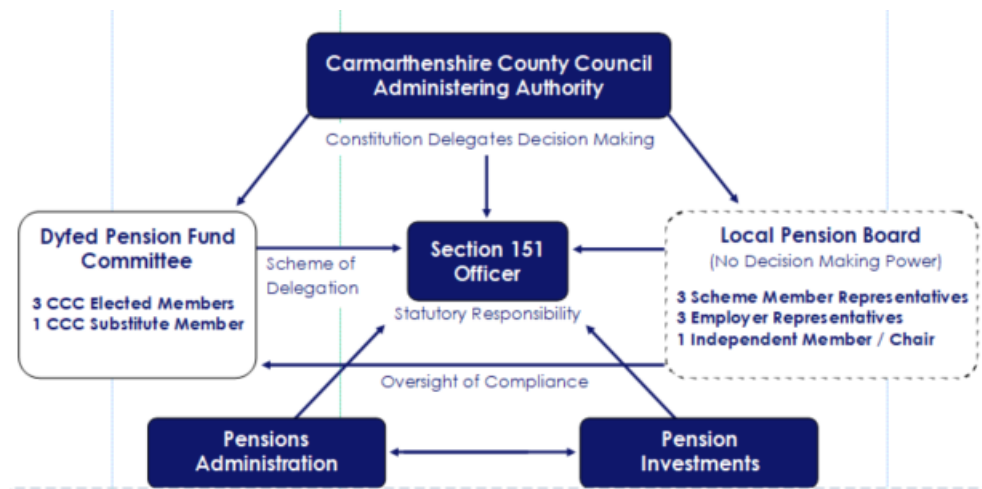 Carmarthenshire County Council
Administering Authority
Constitution Delegates Decision Making
Dyfed Pension Fund
Committee
3 CCC Elected Members
1 CCC Substitute Member
Scheme of
Delegation
Section 151
Officer
Statutory Responsibility
Local Pension Board
(No Decision Making Power)
3 Scheme Member Representatives
3 Employer Representatives
1 Independent Member / Chair
Oversight of Compliance
Pensions
Administration
Pension
Investments